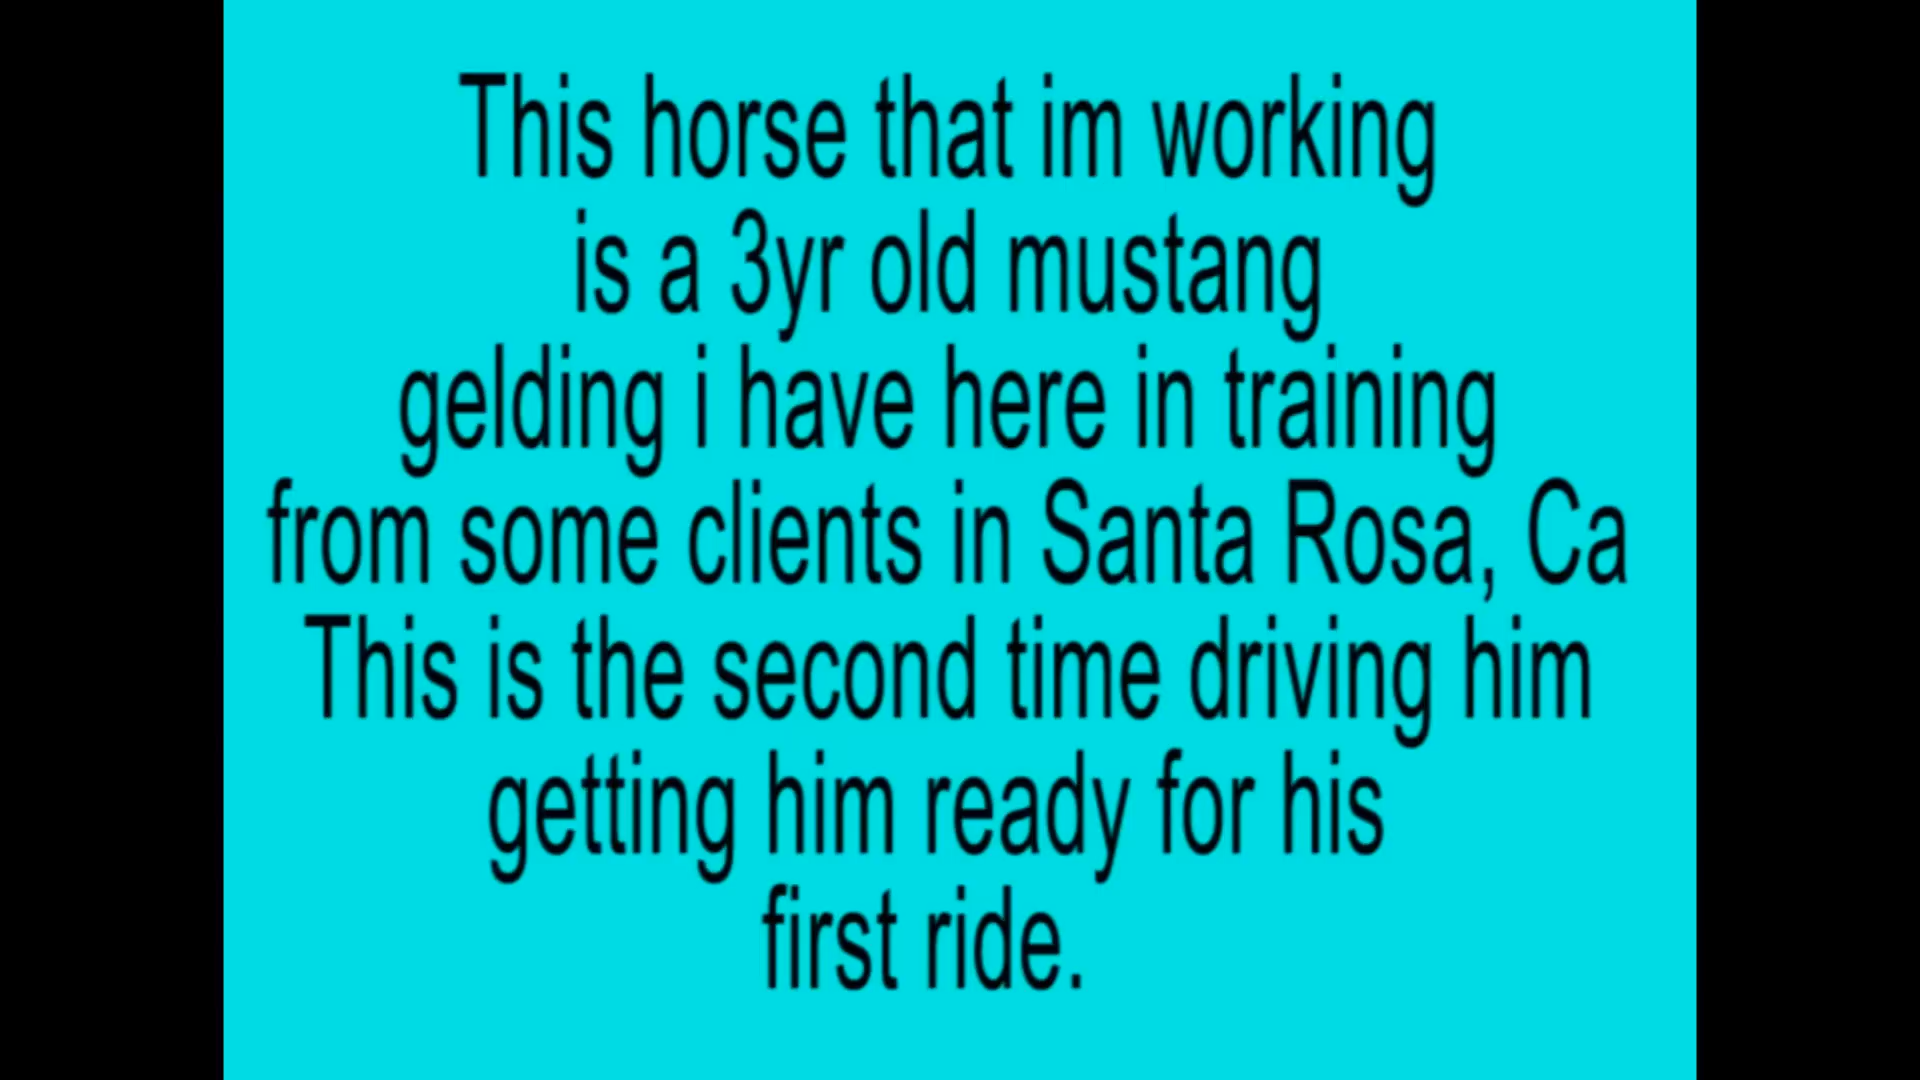 This horse that im working
is a 3yr old mustang
gelding i have here in training
from some clients in Santa Rosa, Ca
This is the second time driving him
getting him ready for his
first ride.